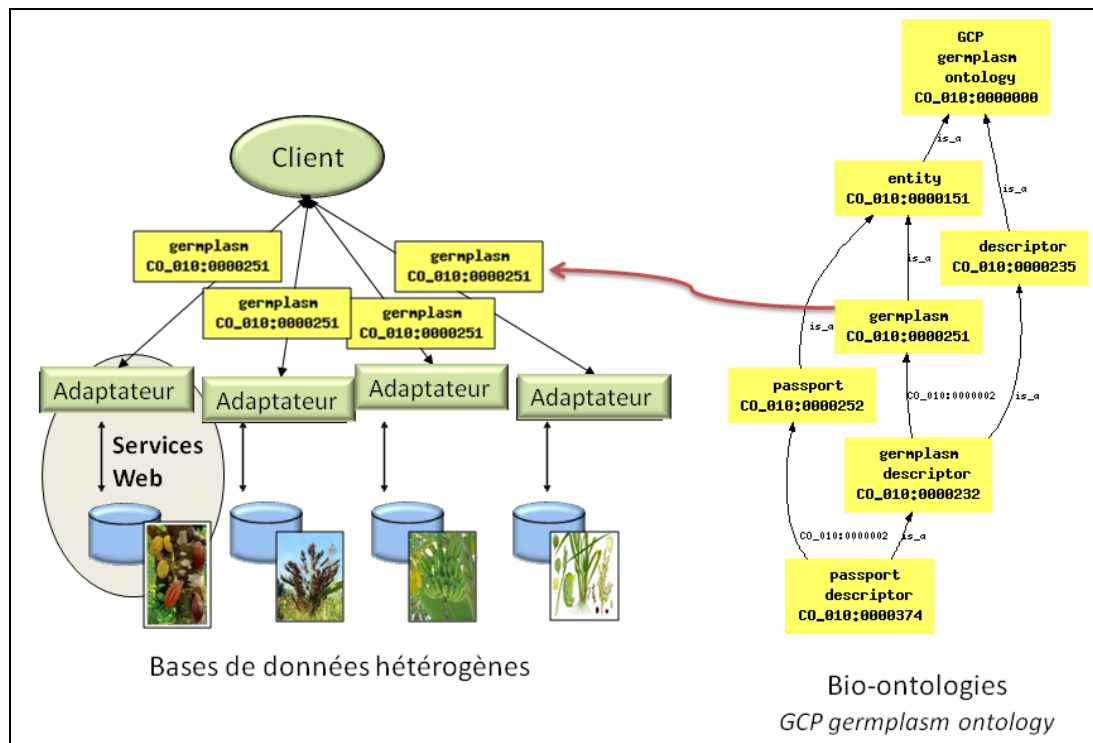 Client
germplasm
CO_010:0000251
germplasm
CO_010:0000251
germplasm
CO_010:0000251
germplasm
CO_010:0000251
Adaptateur
Adaptateur
Adaptateur
Adaptateur
Services
Web
Bases de données hétérogènes
GCP
germplasm
ontology
CO_010:0000000
is_a
entity
CO_010:0000151
is_a
descriptor
CO_010:0000235
is_a
germplasm
CO_010:0000251
is_a
passport
CO_010:0000252
CO_010:0000002
is_a
germplasm
descriptor
CO_010:0000232
CO_010:0000002
is_a
passport
descriptor
CO_010:0000374
Bio-ontologies
GCP germplasm ontology